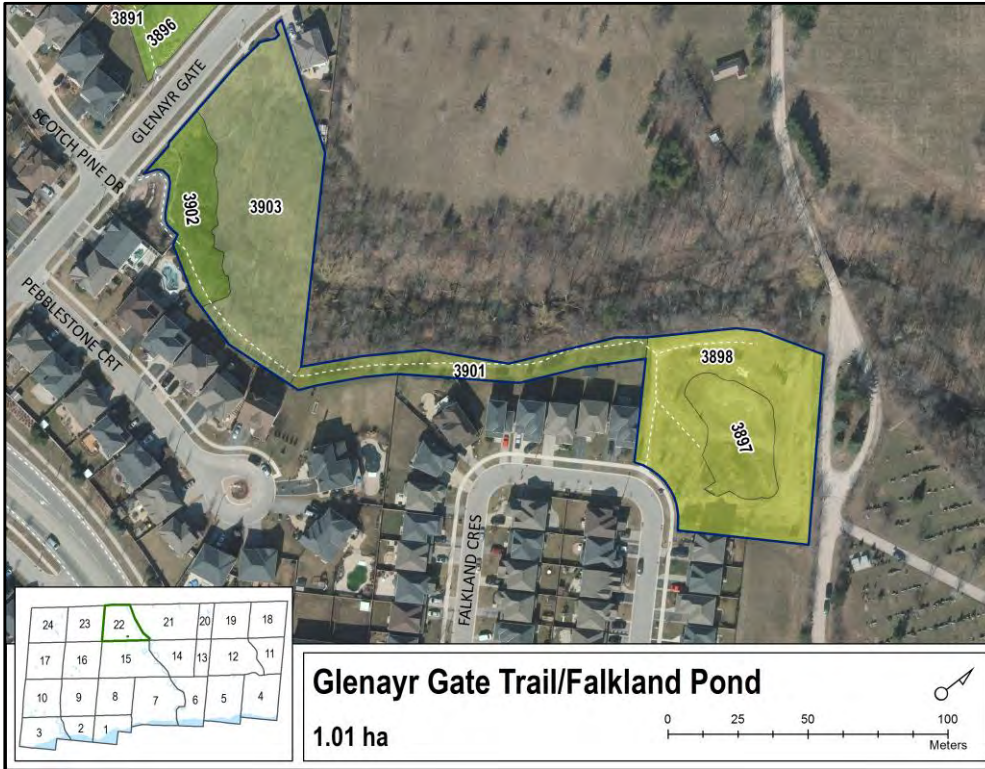 3891
3896
GLENAYR GATE
SCOTCH PINE DR
3902
3903
PEBBLESTONE CRT
3901
3898
3897
FALKLAND CRES
24 23 22 21 20 19 18
17 16 15 14 13 12 11
10 9 8 7 6 5 4
3 2 1
Glenayr Gate Trail/Falkland Pond
1.01 ha
0 25 50 100
Meters